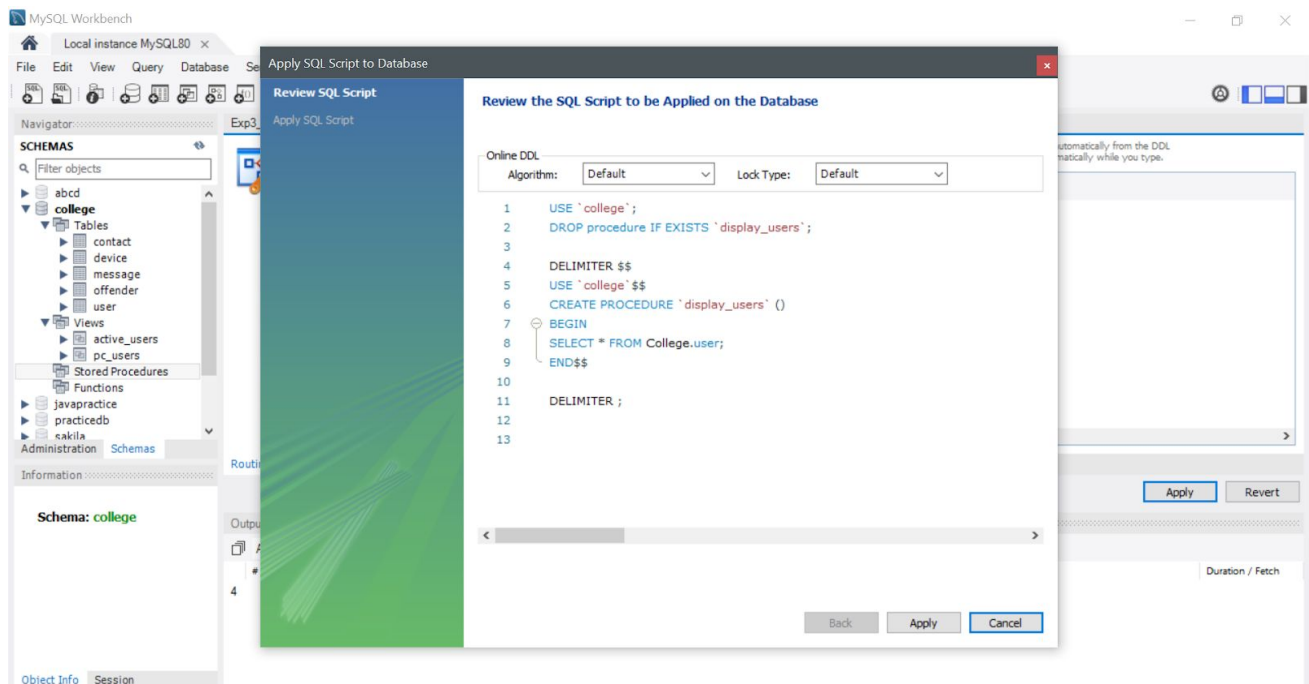 MySQL Workbench
Local instance MySQL80
File Edit View Query Database Se
Navigator
SCHEMAS
Filter objects
abcd
college
Tables
contact
device
message
offender
user
Views
active_users
pc_users
Stored Procedures
Functions
javapractice
practicedb
sakila
Administration Schemas
Information
Schema: college
Object Info Session
Exp3_
Routi
Outpu
#
4
Apply SQL Script to Database
Review SQL Script
Apply SQL Script
Review the SQL Script to be Applied on the Database
Online DDL
Algorithm: Default Lock Type: Default
1 USE `college`;
2 DROP procedure IF EXISTS `display_users`;
3
4 DELIMITER $$
5 USE `college`$$
6 CREATE PROCEDURE `display_users` ()
7 BEGIN
8 SELECT * FROM College.user;
9 END$$
10
11 DELIMITER ;
12
13
Back Apply Cancel
utomatically from the DDL
matically while you type.
Apply Revert
Duration / Fetch